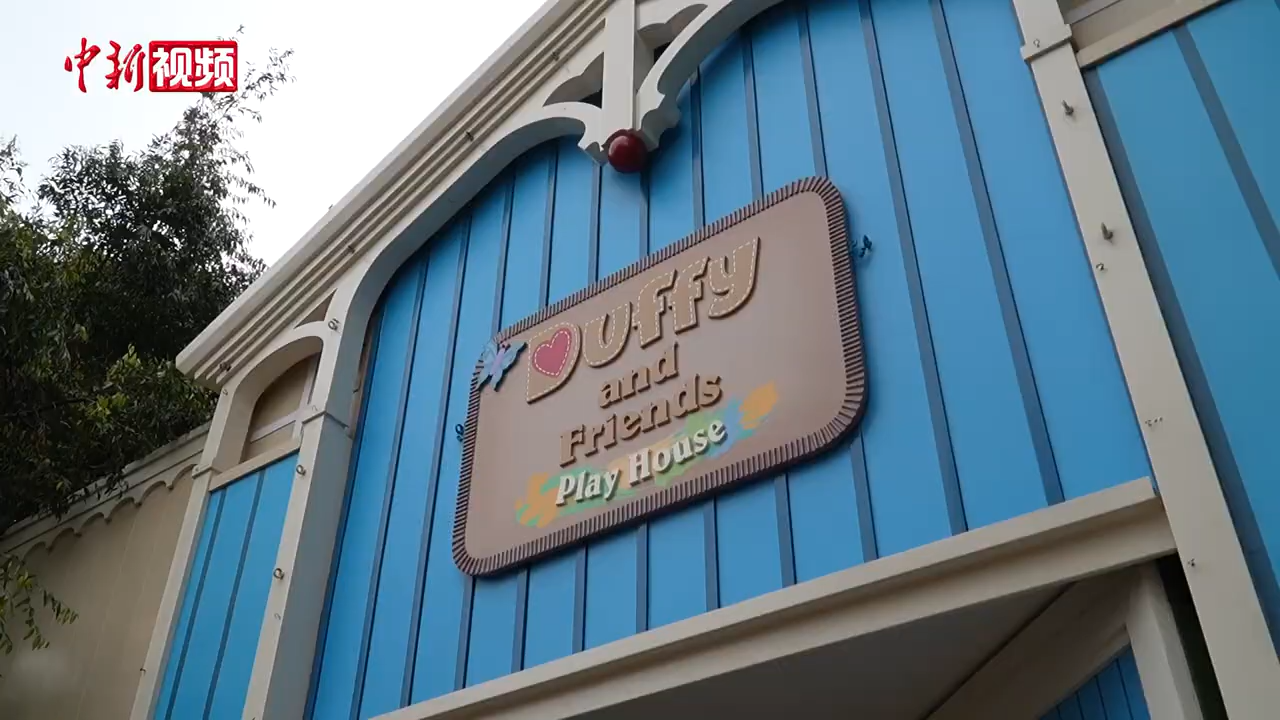 中新视频
Duffy
and
Friends
Play House